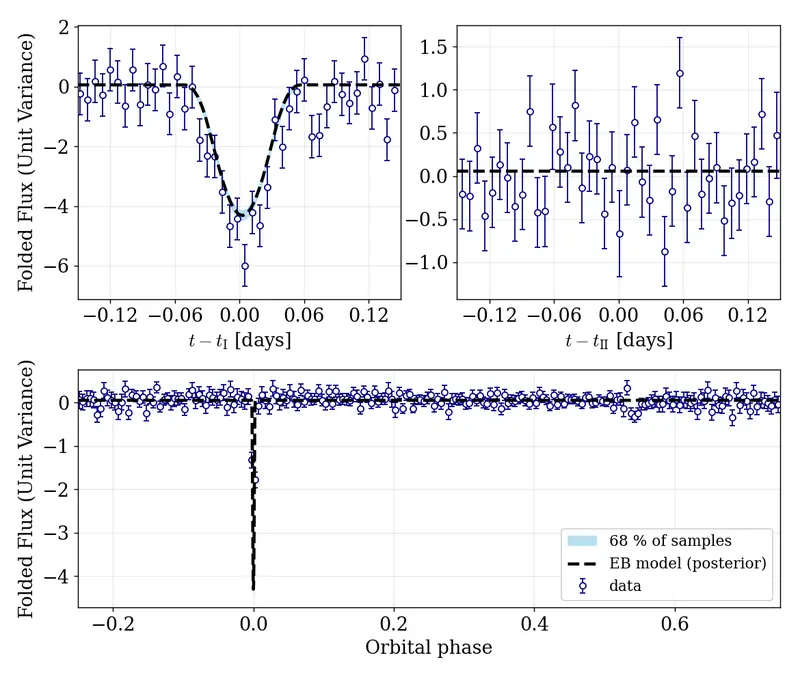 Folded Flux (Unit Variance)
2
0
−2
−4
−6
−0.12 −0.06 0.00 0.06 0.12
t − tI [days]
1.5
1.0
0.5
0.0
−0.5
−1.0
−0.12 −0.06 0.00 0.06 0.12
t − tII [days]
Folded Flux (Unit Variance)
0
−1
−2
−3
−4
68 % of samples
EB model (posterior)
data
−0.2 0.0 0.2 0.4 0.6
Orbital phase